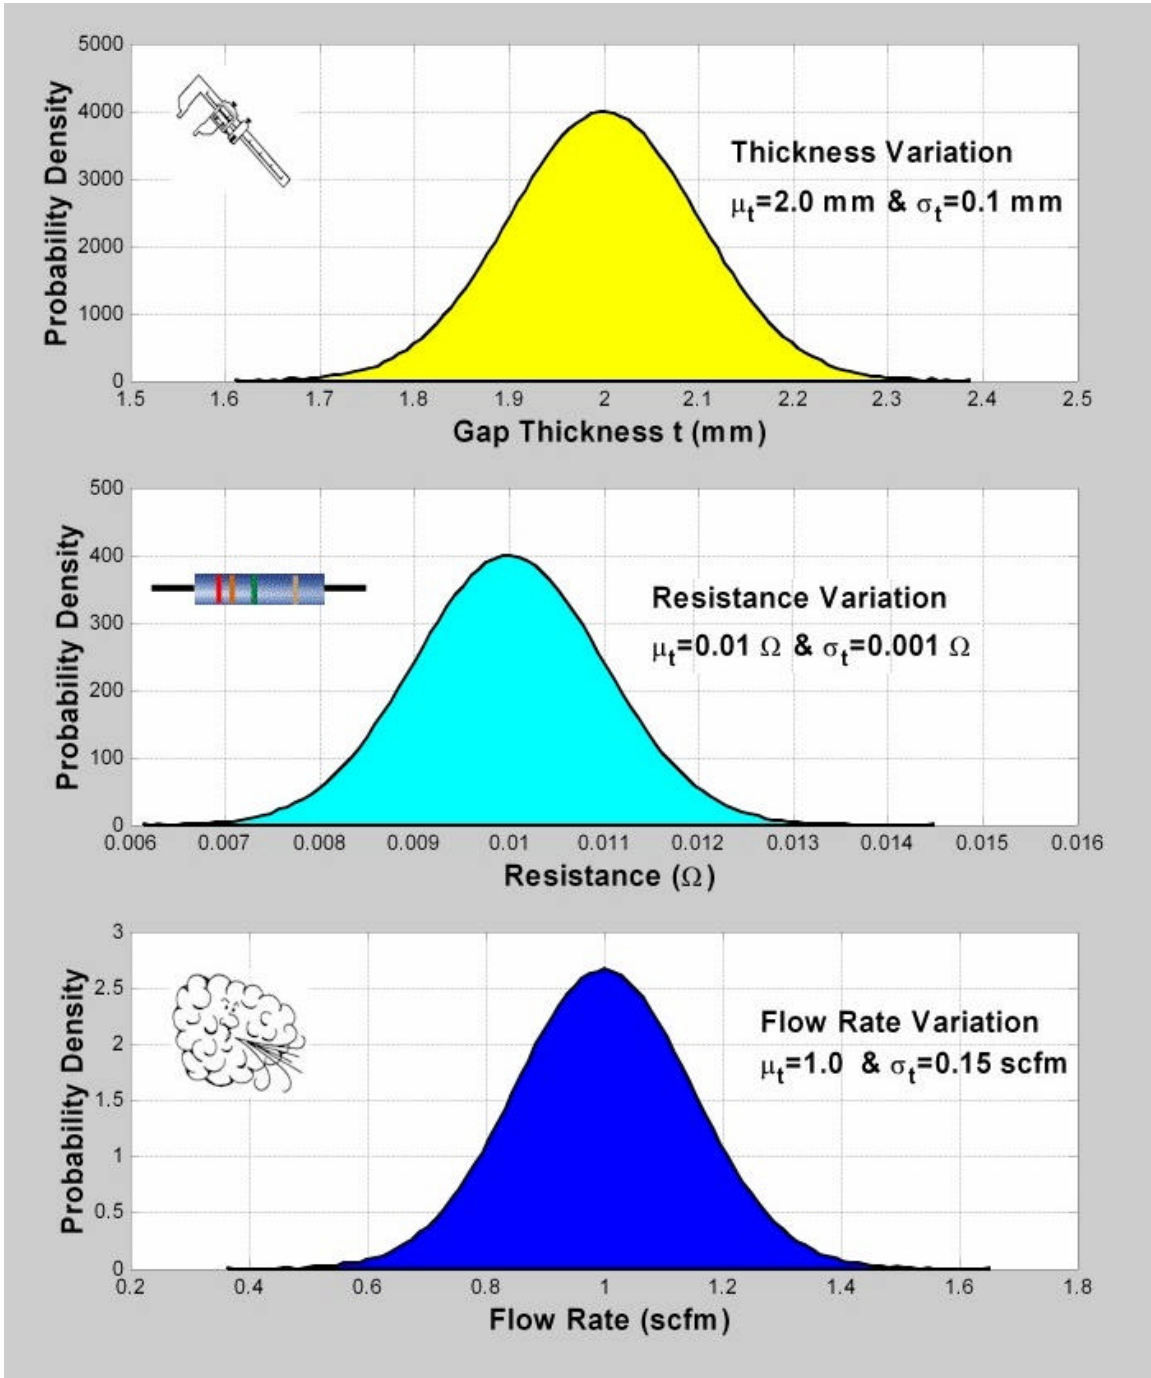 5000
4000
3000
2000
1000
0
Probability Density
Thickness Variation
μt=2.0 mm & σt=0.1 mm
1.5 1.6 1.7 1.8 1.9 2 2.1 2.2 2.3 2.4 2.5
Gap Thickness t (mm)
500
400
300
200
100
0
Probability Density
Resistance Variation
μt=0.01 Ω & σt=0.001 Ω
0.006 0.007 0.008 0.009 0.01 0.011 0.012 0.013 0.014 0.015 0.016
Resistance (Ω)
3
2.5
2
1.5
1
0.5
0
Probability Density
Flow Rate Variation
μt=1.0 & σt=0.15 scfm
0.2 0.4 0.6 0.8 1 1.2 1.4 1.6 1.8
Flow Rate (scfm)